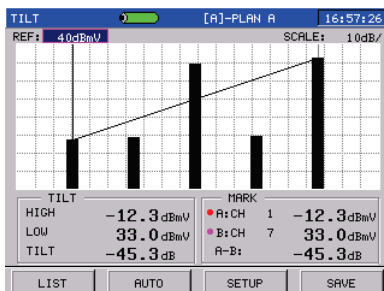 TILT [A]-PLAN A 16:57:26
REF: 40dBmV SCALE: 10dB/
TILT
HIGH -12.3dBmV
LOW 33.0dBmV
TILT -45.3dB
MARK
A:CH 1 -12.3dBmV
B:CH 7 33.0dBmV
A-B: -45.3dB
LIST AUTO SETUP SAVE